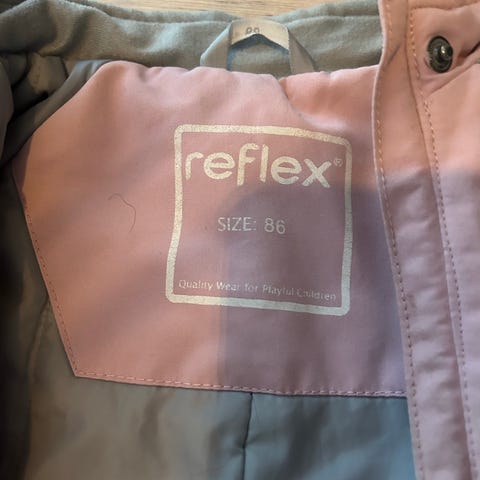 reflex®
SIZE: 86
Quality Wear for Playful Children